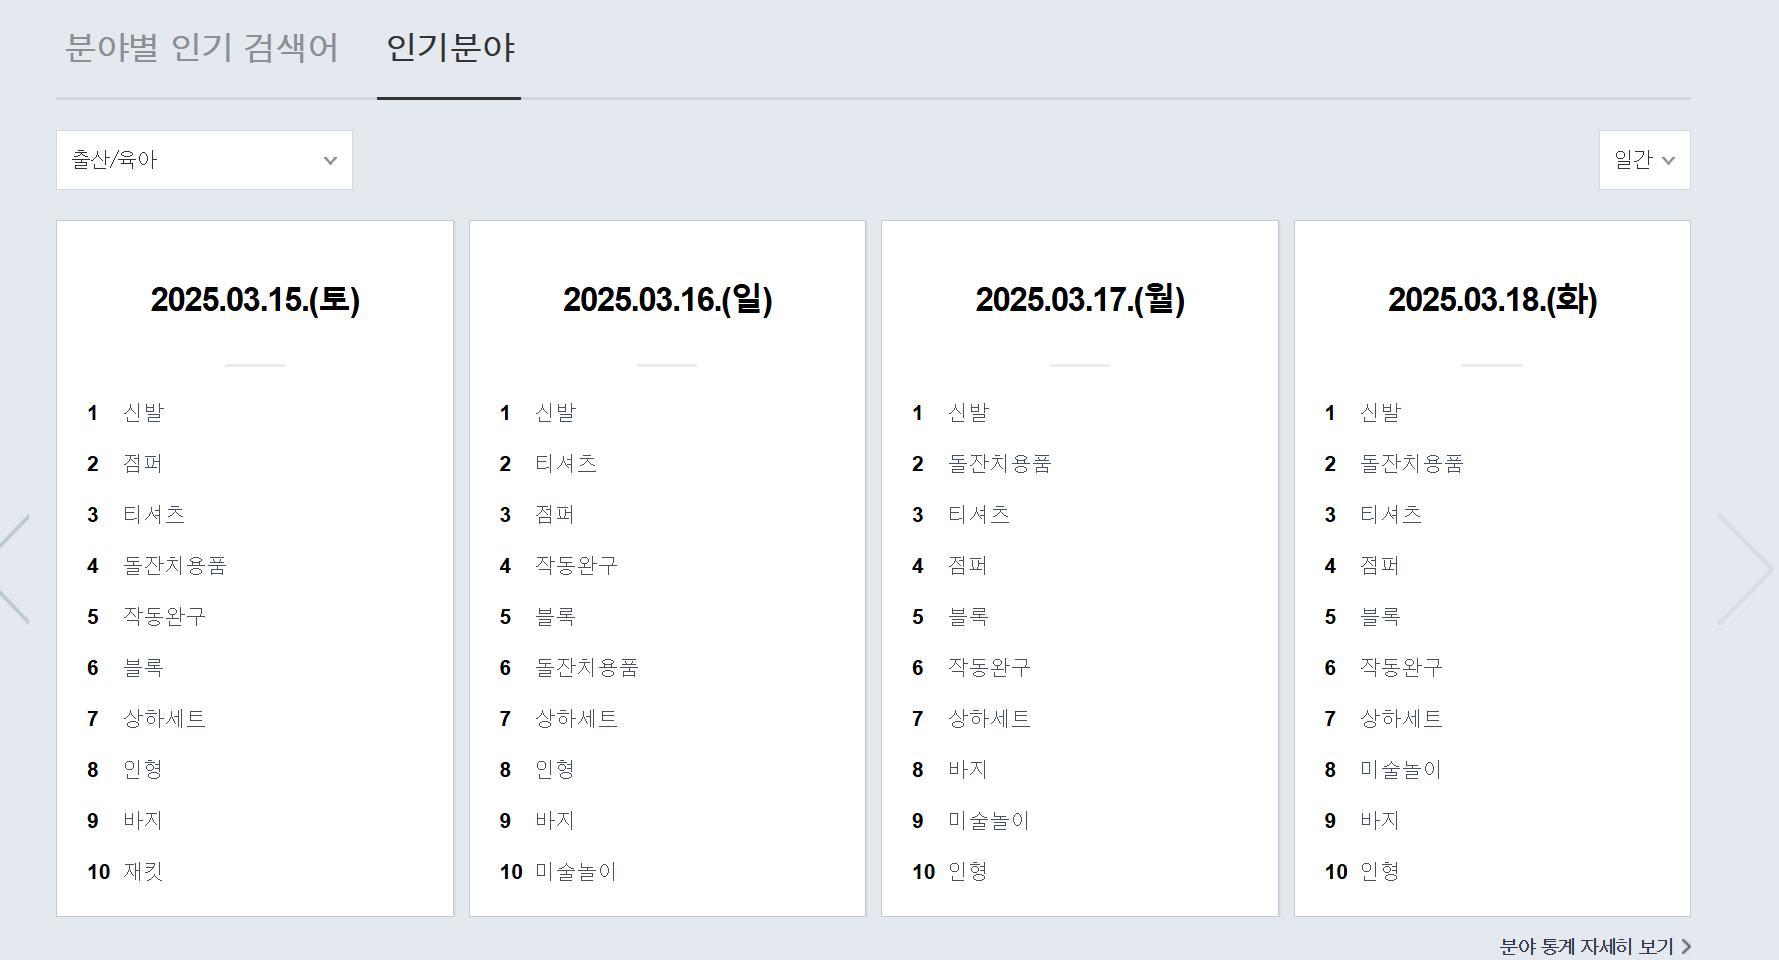 분야별 인기 검색어 인기분야
출산/육아 일간
2025.03.15.(토)
1 신발
2 점퍼
3 티셔츠
4 돌잔치용품
5 작동완구
6 블록
7 상하세트
8 인형
9 바지
10 재킷
2025.03.16.(일)
1 신발
2 티셔츠
3 점퍼
4 작동완구
5 블록
6 돌잔치용품
7 상하세트
8 인형
9 바지
10 미술놀이
2025.03.17.(월)
1 신발
2 돌잔치용품
3 티셔츠
4 점퍼
5 블록
6 작동완구
7 상하세트
8 바지
9 미술놀이
10 인형
2025.03.18.(화)
1 신발
2 돌잔치용품
3 티셔츠
4 점퍼
5 블록
6 작동완구
7 상하세트
8 미술놀이
9 바지
10 인형
분야 통계 자세히 보기